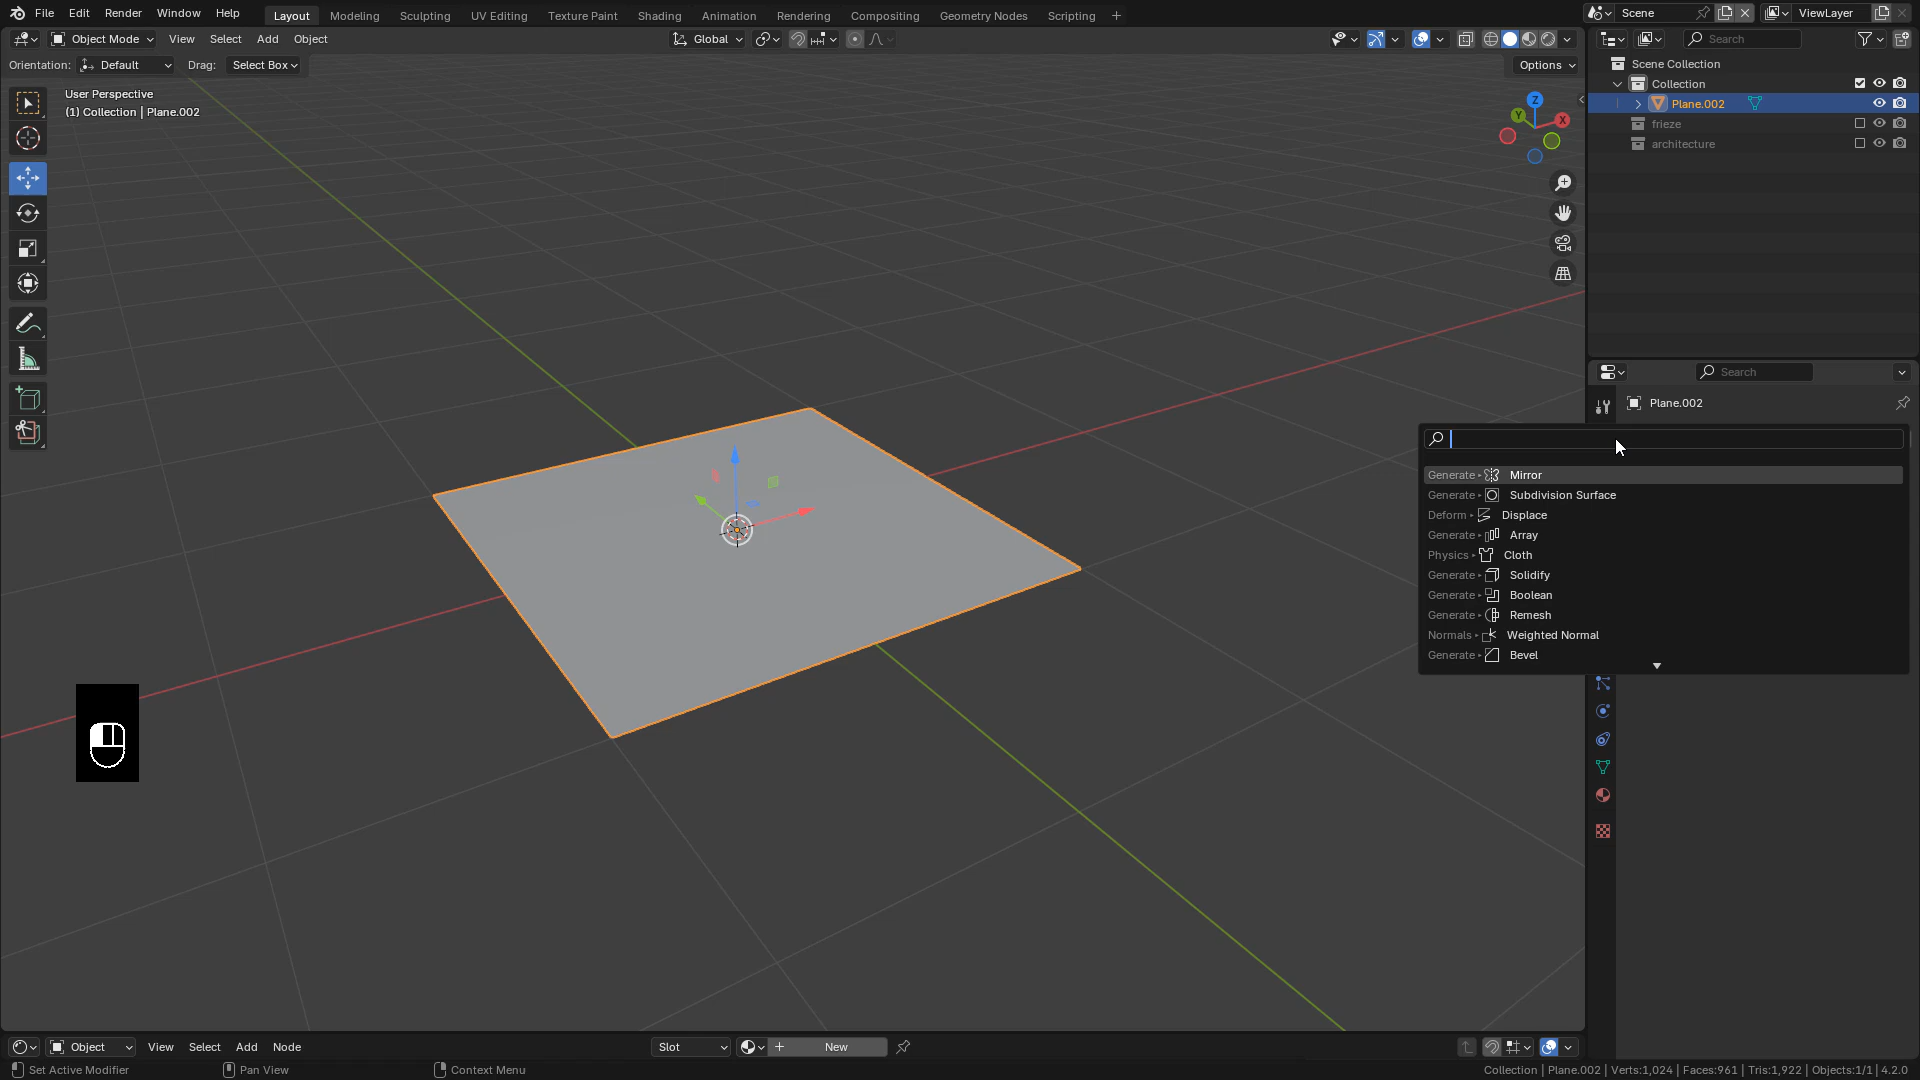 File Edit Render Window Help Layout Modeling Sculpting UV Editing Texture Paint Shading Animation Rendering Compositing Geometry Nodes Scripting + Scene ViewLayer
Object Mode View Select Add Object Global Search
Orientation: Default Drag: Select Box Options
User Perspective
(1) Collection | Plane.002
Z
Y
X
Scene Collection
Collection
Plane.002
frieze
architecture
Search
Plane.002
Generate Mirror
Generate Subdivision Surface
Deform Displace
Generate Array
Physics Cloth
Generate Solidify
Generate Boolean
Generate Remesh
Normals Weighted Normal
Generate Bevel
Object View Select Add Node Slot + New
Set Active Modifier Pan View Context Menu Collection | Plane.002 | Verts:1,024 | Faces:961 | Tris:1,922 | Objects:1/1 | 4.2.0